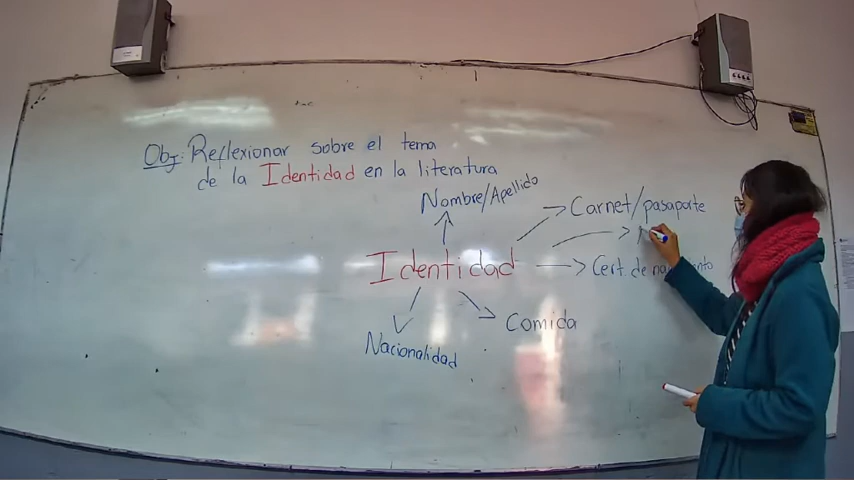 Obj: Reflexionar sobre el tema
de la Identidad en la literatura
Nombre/Apellido
Carnet/pasaporte
Identidad
Cert. de
Comida
Nacionalidad